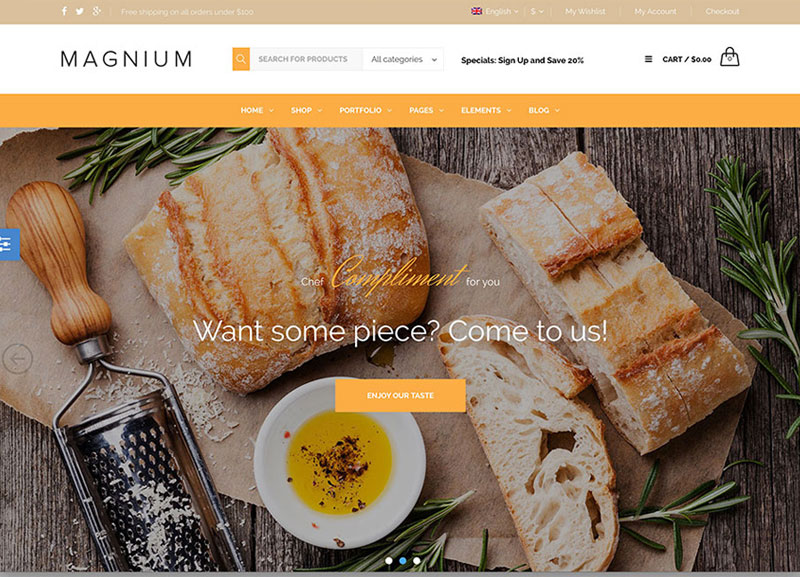 Free shipping on all orders under $100
English
$
My Wishlist
My Account
Checkout
MAGNIUM
SEARCH FOR PRODUCTS
All categories
Specials: Sign Up and Save 20%
CART / $0.00
0
HOME
SHOP
PORTFOLIO
PAGES
ELEMENTS
BLOG
Chef Compliment for you
Want some piece? Come to us!
ENJOY OUR TASTE